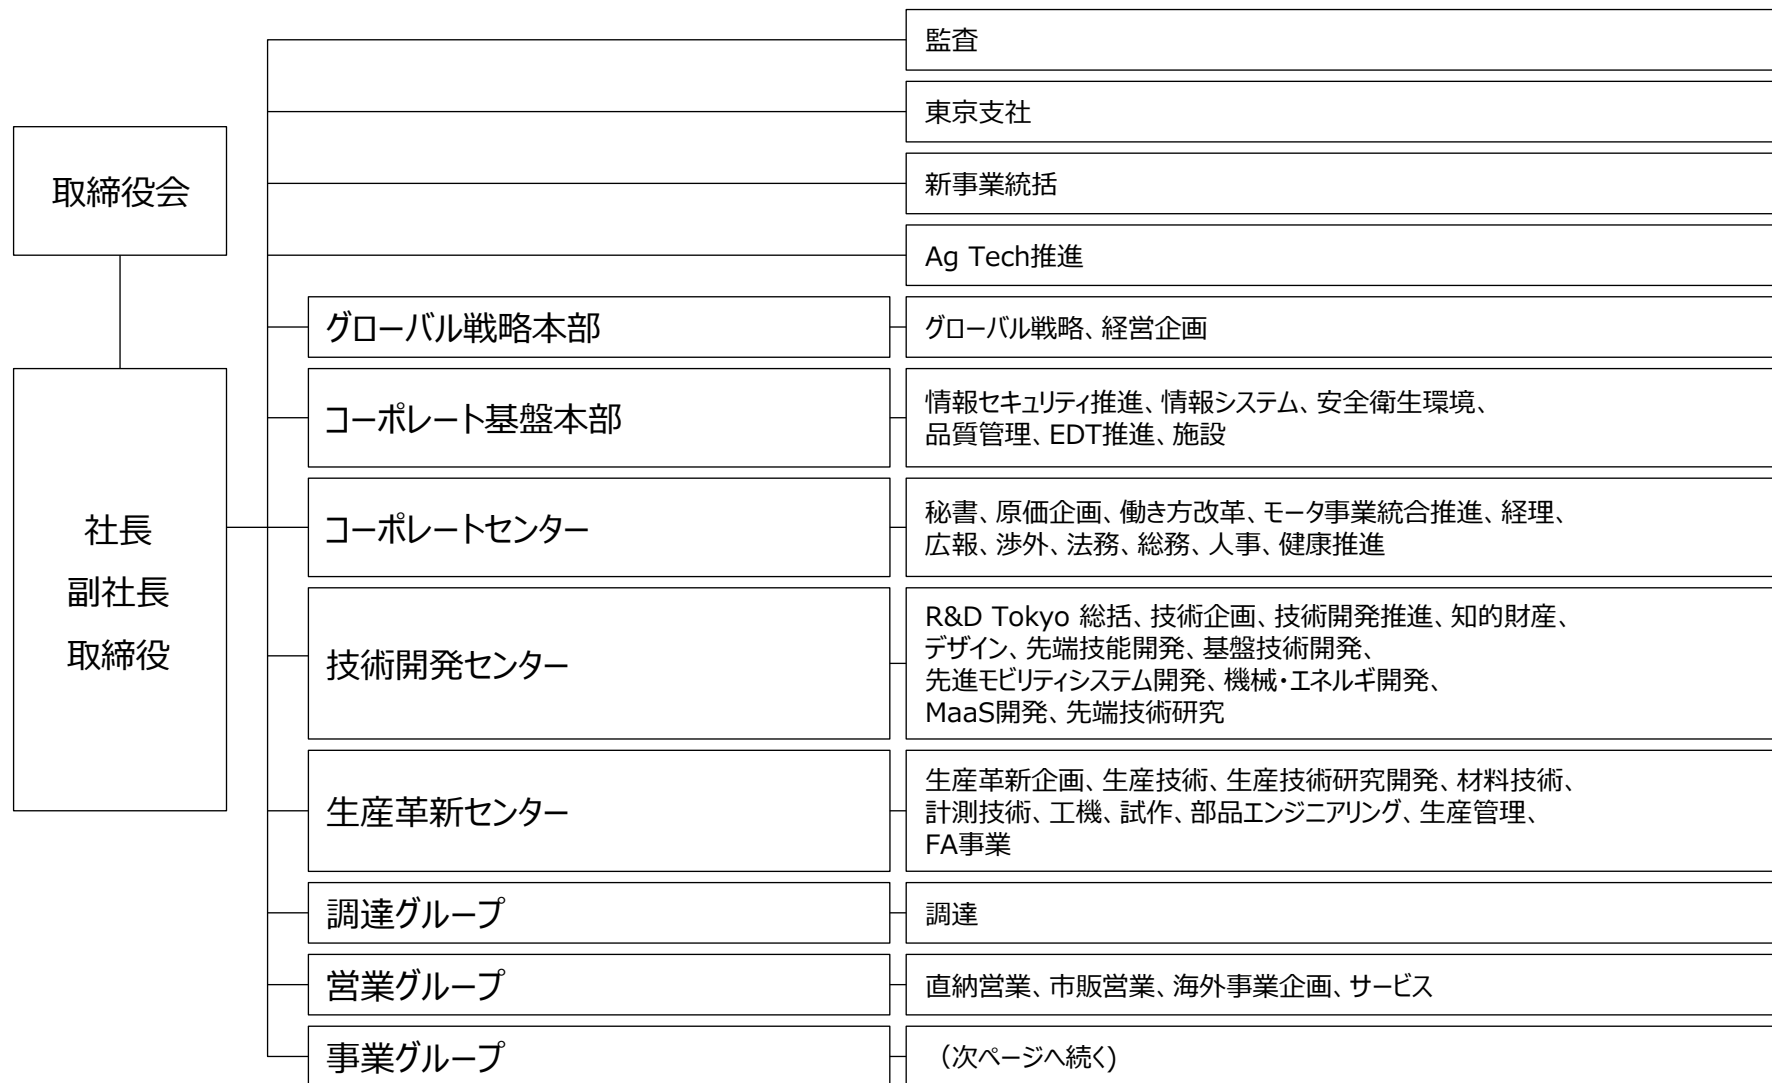 監査
東京支社
取締役会
新事業統括
Ag Tech推進
グローバル戦略本部
グローバル戦略、経営企画
コーポレート基盤本部
情報セキュリティ推進、情報システム、安全衛生環境、
品質管理、EDT推進、施設
社長
副社長
取締役
コーポレートセンター
秘書、原価企画、働き方改革、モータ事業統合推進、経理、
広報、渉外、法務、総務、人事、健康推進
技術開発センター
R&D Tokyo 総括、技術企画、技術開発推進、知的財産、
デザイン、先端技能開発、基盤技術開発、
先進モビリティシステム開発、機械・エネルギ開発、
MaaS開発、先端技術研究
生産革新センター
生産革新企画、生産技術、生産技術研究開発、材料技術、
計測技術、工機、試作、部品エンジニアリング、生産管理、
FA事業
調達グループ
調達
営業グループ
直納営業、市販営業、海外事業企画、サービス
事業グループ
（次ページへ続く)